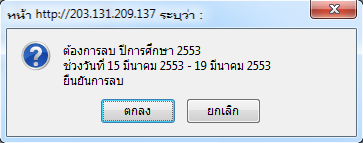 หน้า http://203.131.209.137 ระบุว่า :
ต้องการลบ ปีการศึกษา 2553
ช่วงวันที่ 15 มีนาคม 2553 - 19 มีนาคม 2553
ยืนยันการลบ
ตกลง ยกเลิก